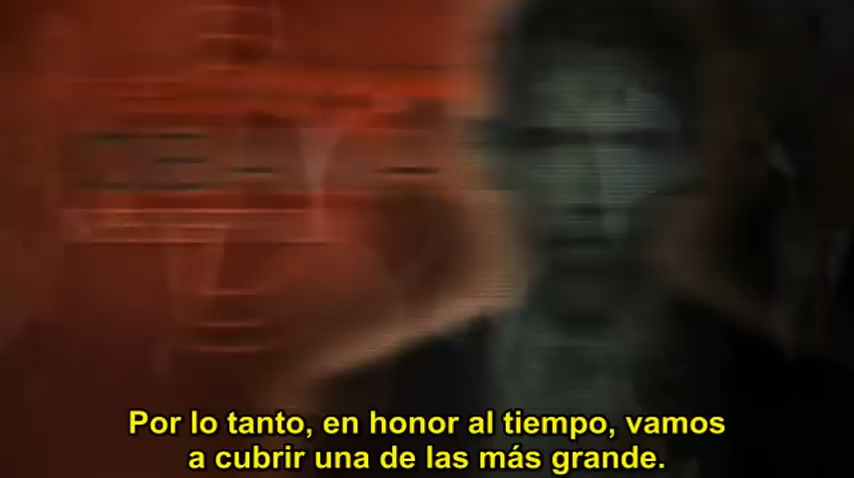 Por lo tanto, en honor al tiempo, vamos
a cubrir una de las más grande.